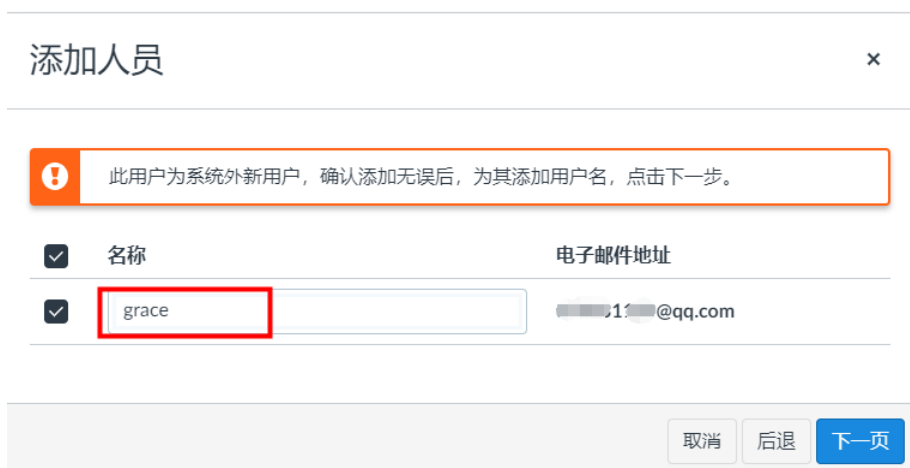 添加人员
×
此用户为系统外新用户，确认添加无误后，为其添加用户名，点击下一步。
名称 电子邮件地址
grace @qq.com
取消 后退 下一页